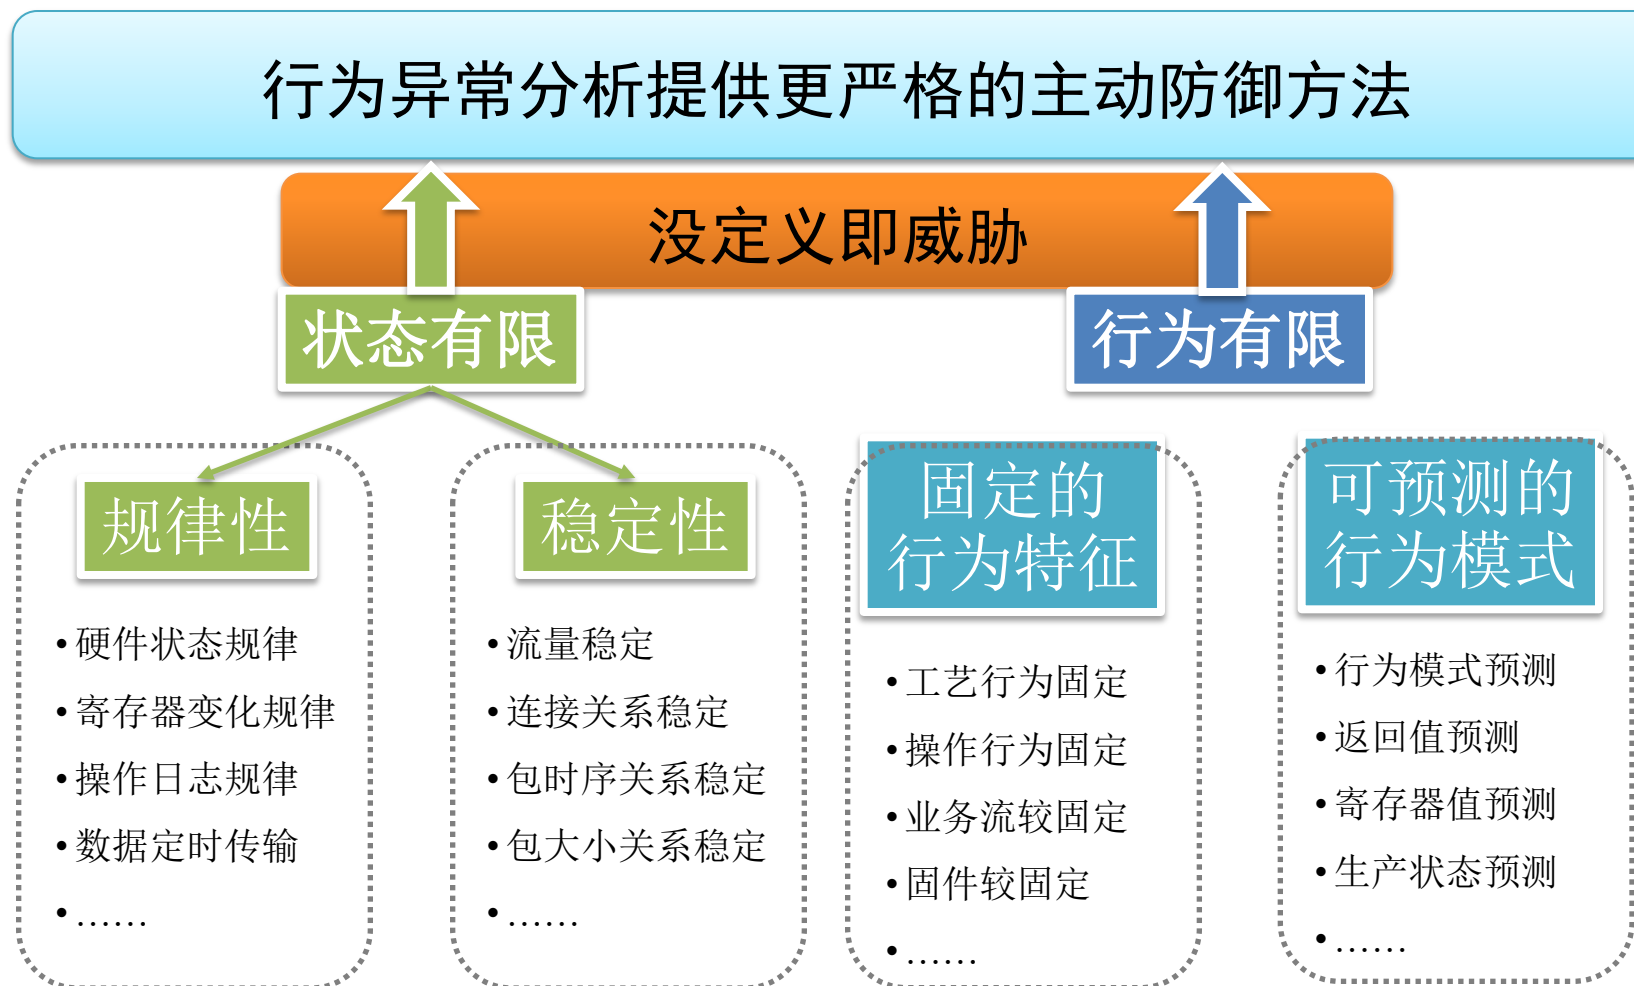 行为异常分析提供更严格的主动防御方法
没定义即威胁
状态有限
行为有限
规律性
•硬件状态规律
•寄存器变化规律
•操作日志规律
•数据定时传输
•……
稳定性
•流量稳定
•连接关系稳定
•包时序关系稳定
•包大小关系稳定
•……
固定的
行为特征
•工艺行为固定
•操作行为固定
•业务流较固定
•固件较固定
•……
可预测的
行为模式
•行为模式预测
•返回值预测
•寄存器值预测
•生产状态预测
•……